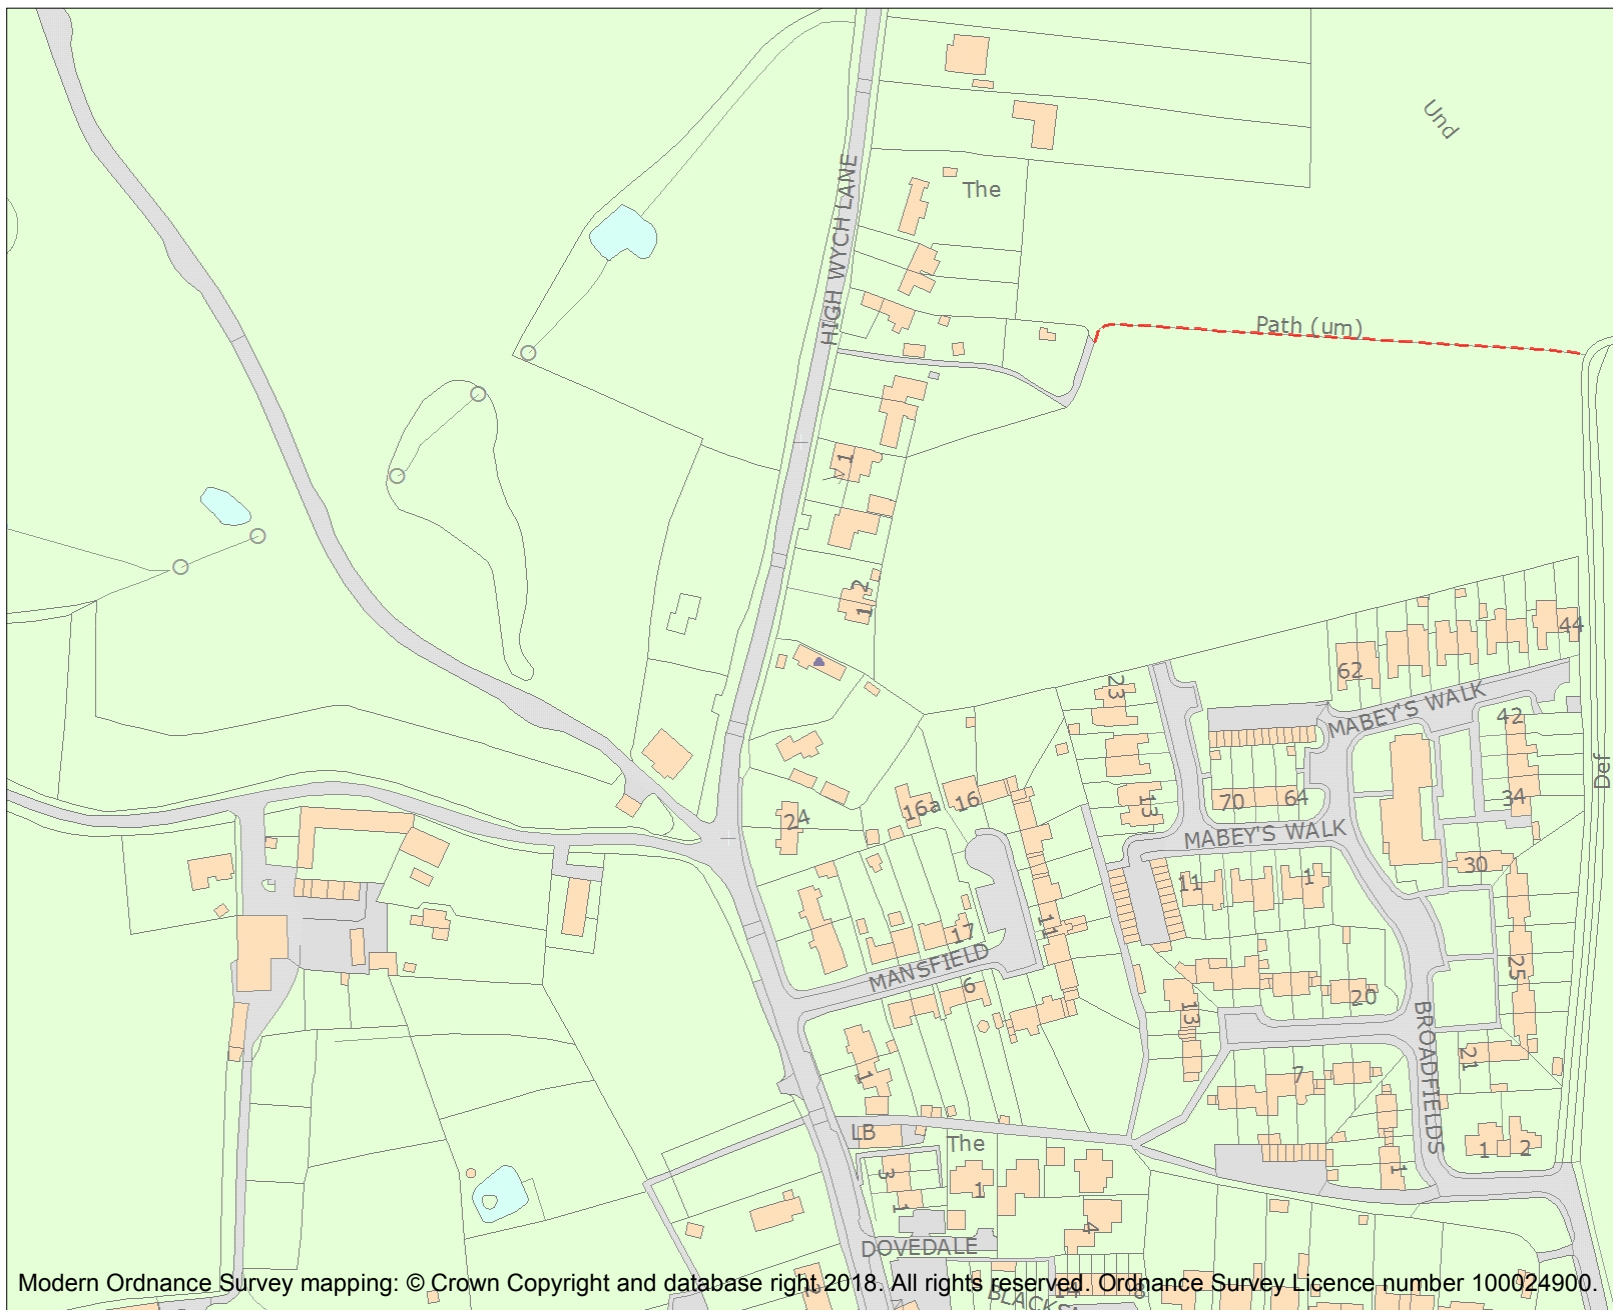 Und
HIGH WYCH LANE
The
Path (um)
1
2
1
44
62
23
MABEY'S WALK
42
Def
70
64
34
13
16a
16
24
MABEY'S WALK
30
11
1
11
17
MANSFIELD
25
6
20
13
BROADFIELDS
21
7
1
LB
The
1
2
3
1
1
1
4
DOVEDALE
14
8
Modern Ordnance Survey mapping: © Crown Copyright and database right 2018. All rights reserved. Ordnance Survey Licence number 100024900.